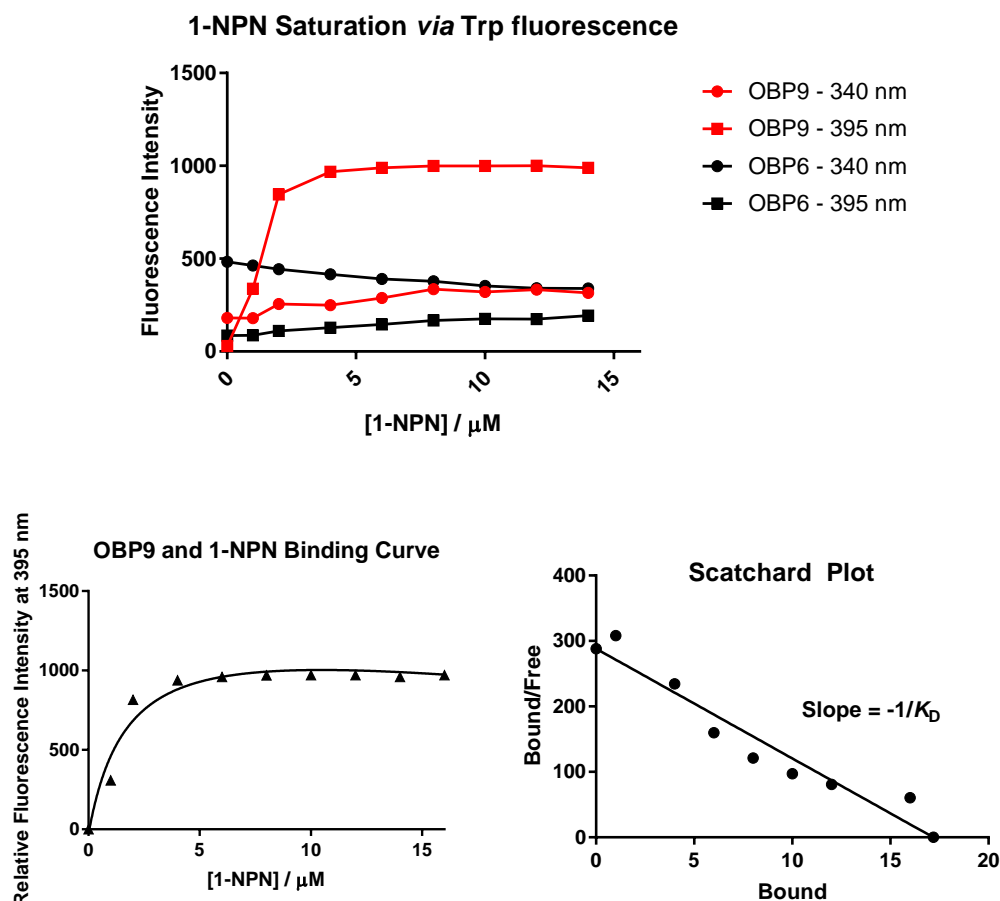 1-NPN Saturation via Trp fluorescence
Fluorescence Intensity
1500
1000
500
0
0
5
10
15
[1-NPN] / μM
OBP9 - 340 nm
OBP9 - 395 nm
OBP6 - 340 nm
OBP6 - 395 nm
OBP9 and 1-NPN Binding Curve
Relative Fluorescence Intensity at 395 nm
1500
1000
500
0
0
5
10
15
[1-NPN] / μM
Scatchard Plot
Bound/Free
400
300
200
100
0
Slope = -1/KD
0
5
10
15
20
Bound